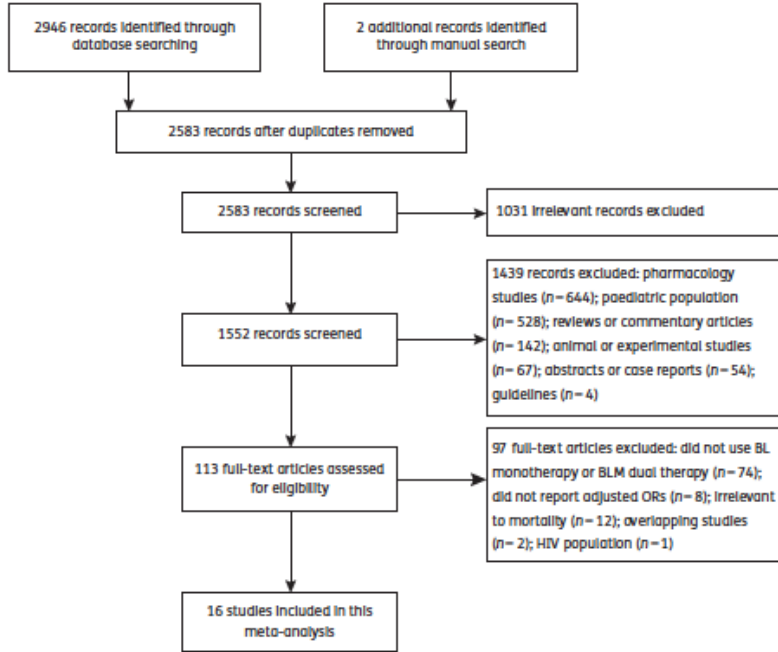 2946 records identified through
database searching
2 additional records identified
through manual search
2583 records after duplicates removed
2583 records screened
1031 irrelevant records excluded
1439 records excluded: pharmacology
studies (n=644); paediatric population
(n=528); reviews or commentary articles
(n=142); animal or experimental studies
(n=67); abstracts or case reports (n=54);
guidelines (n=4)
1552 records screened
97 full-text articles excluded: did not use BL
monotherapy or BLM dual therapy (n=74);
did not report adjusted ORs (n=8); irrelevant
to mortality (n=12); overlapping studies
(n=2); HIV population (n=1)
113 full-text articles assessed
for eligibility
16 studies included in this
meta-analysis